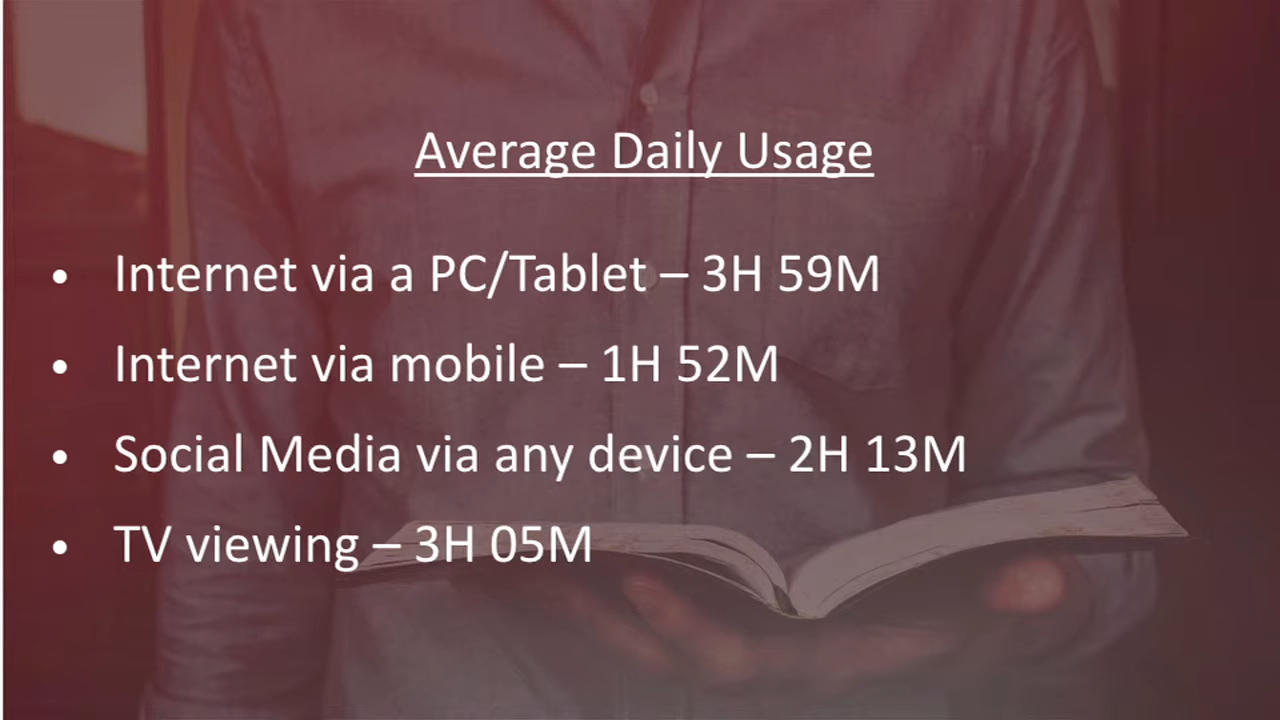 Average Daily Usage
• Internet via a PC/Tablet – 3H 59M
• Internet via mobile – 1H 52M
• Social Media via any device – 2H 13M
• TV viewing – 3H 05M